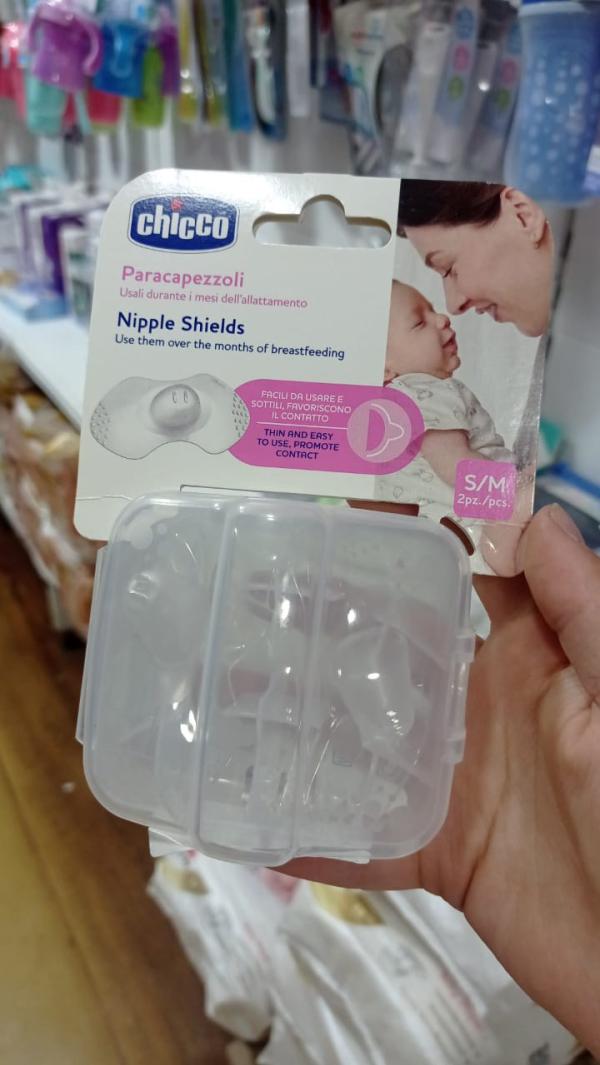 chicco
Paracapezzoli
Usali durante i mesi dell'allattamento
Nipple Shields
Use them over the months of breastfeeding
FACILI DA USARE E
SOTTILI, FAVORISCONO
IL CONTATTO
THIN AND EASY
TO USE, PROMOTE
CONTACT
S/M
2pz./pcs.